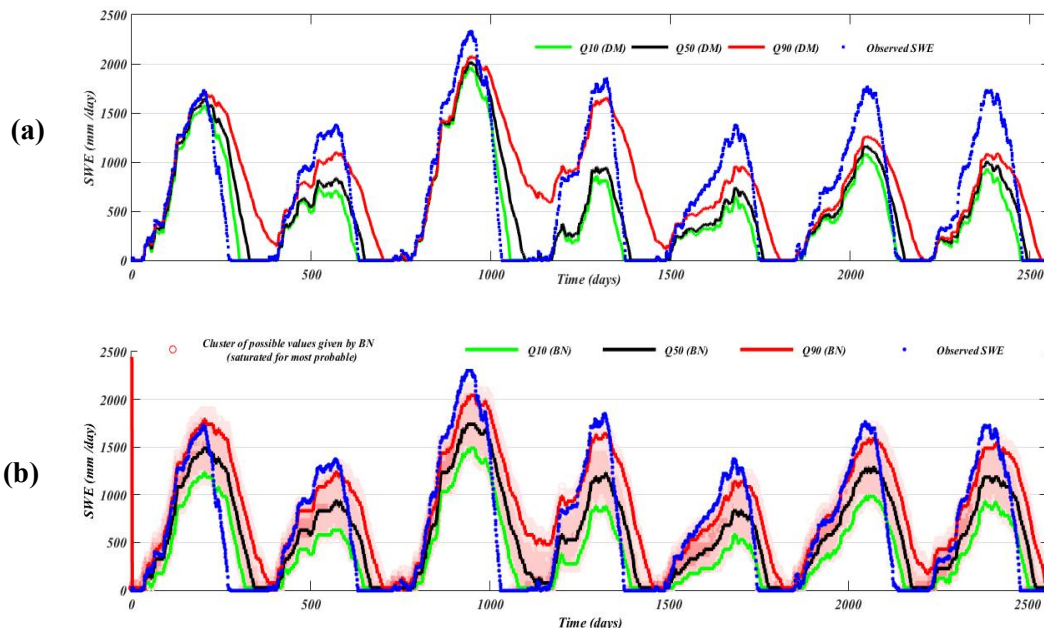 (a)
SWE (mm /day)
2500
2000
1500
1000
500
0
Q10 (DM) Q50 (DM) Q90 (DM) Observed SWE
0 500 1000 1500 2000 2500
Time (days)
(b)
SWE (mm /day)
Cluster of possible values given by BN
(saturated for most probable)
Q10 (BN) Q50 (BN) Q90 (BN) Observed SWE
2500
2000
1500
1000
500
0
0 500 1000 1500 2000 2500
Time (days)